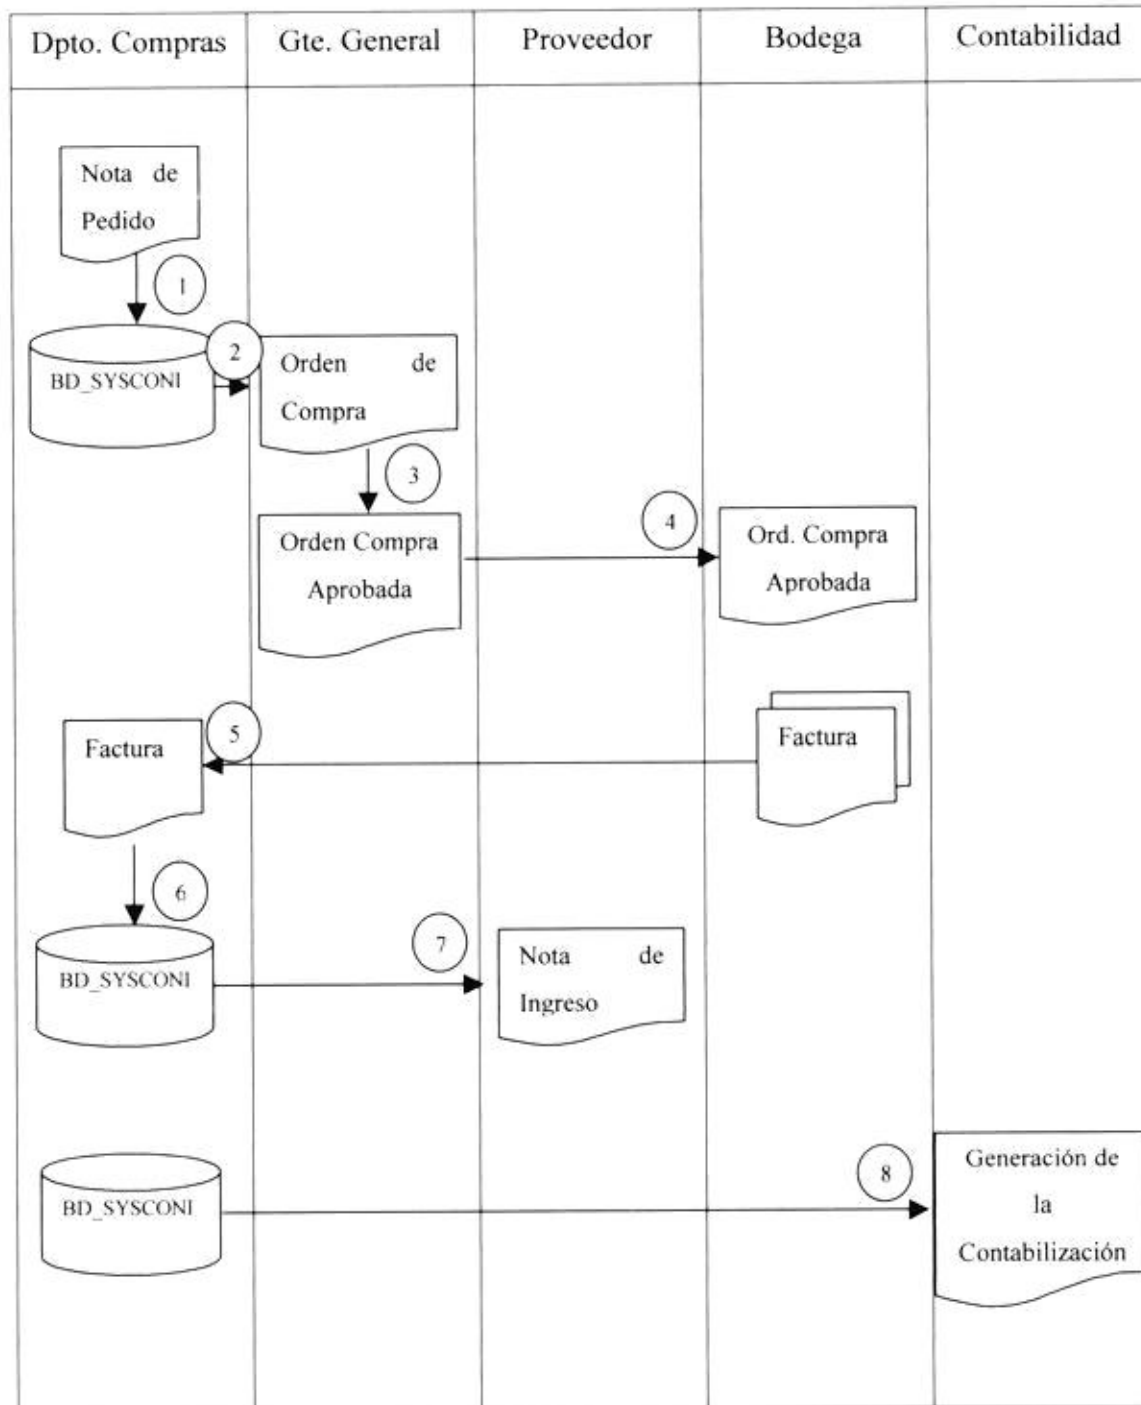 Dpto. Compras
Gte. General
Proveedor
Bodega
Contabilidad
Nota de
Pedido
1
BD_SYSCONI
2
Orden de
Compra
3
Orden Compra
Aprobada
4
Ord. Compra
Aprobada
Factura
5
Factura
6
BD_SYSCONI
7
Nota de
Ingreso
BD_SYSCONI
8
Generación de
la
Contabilización